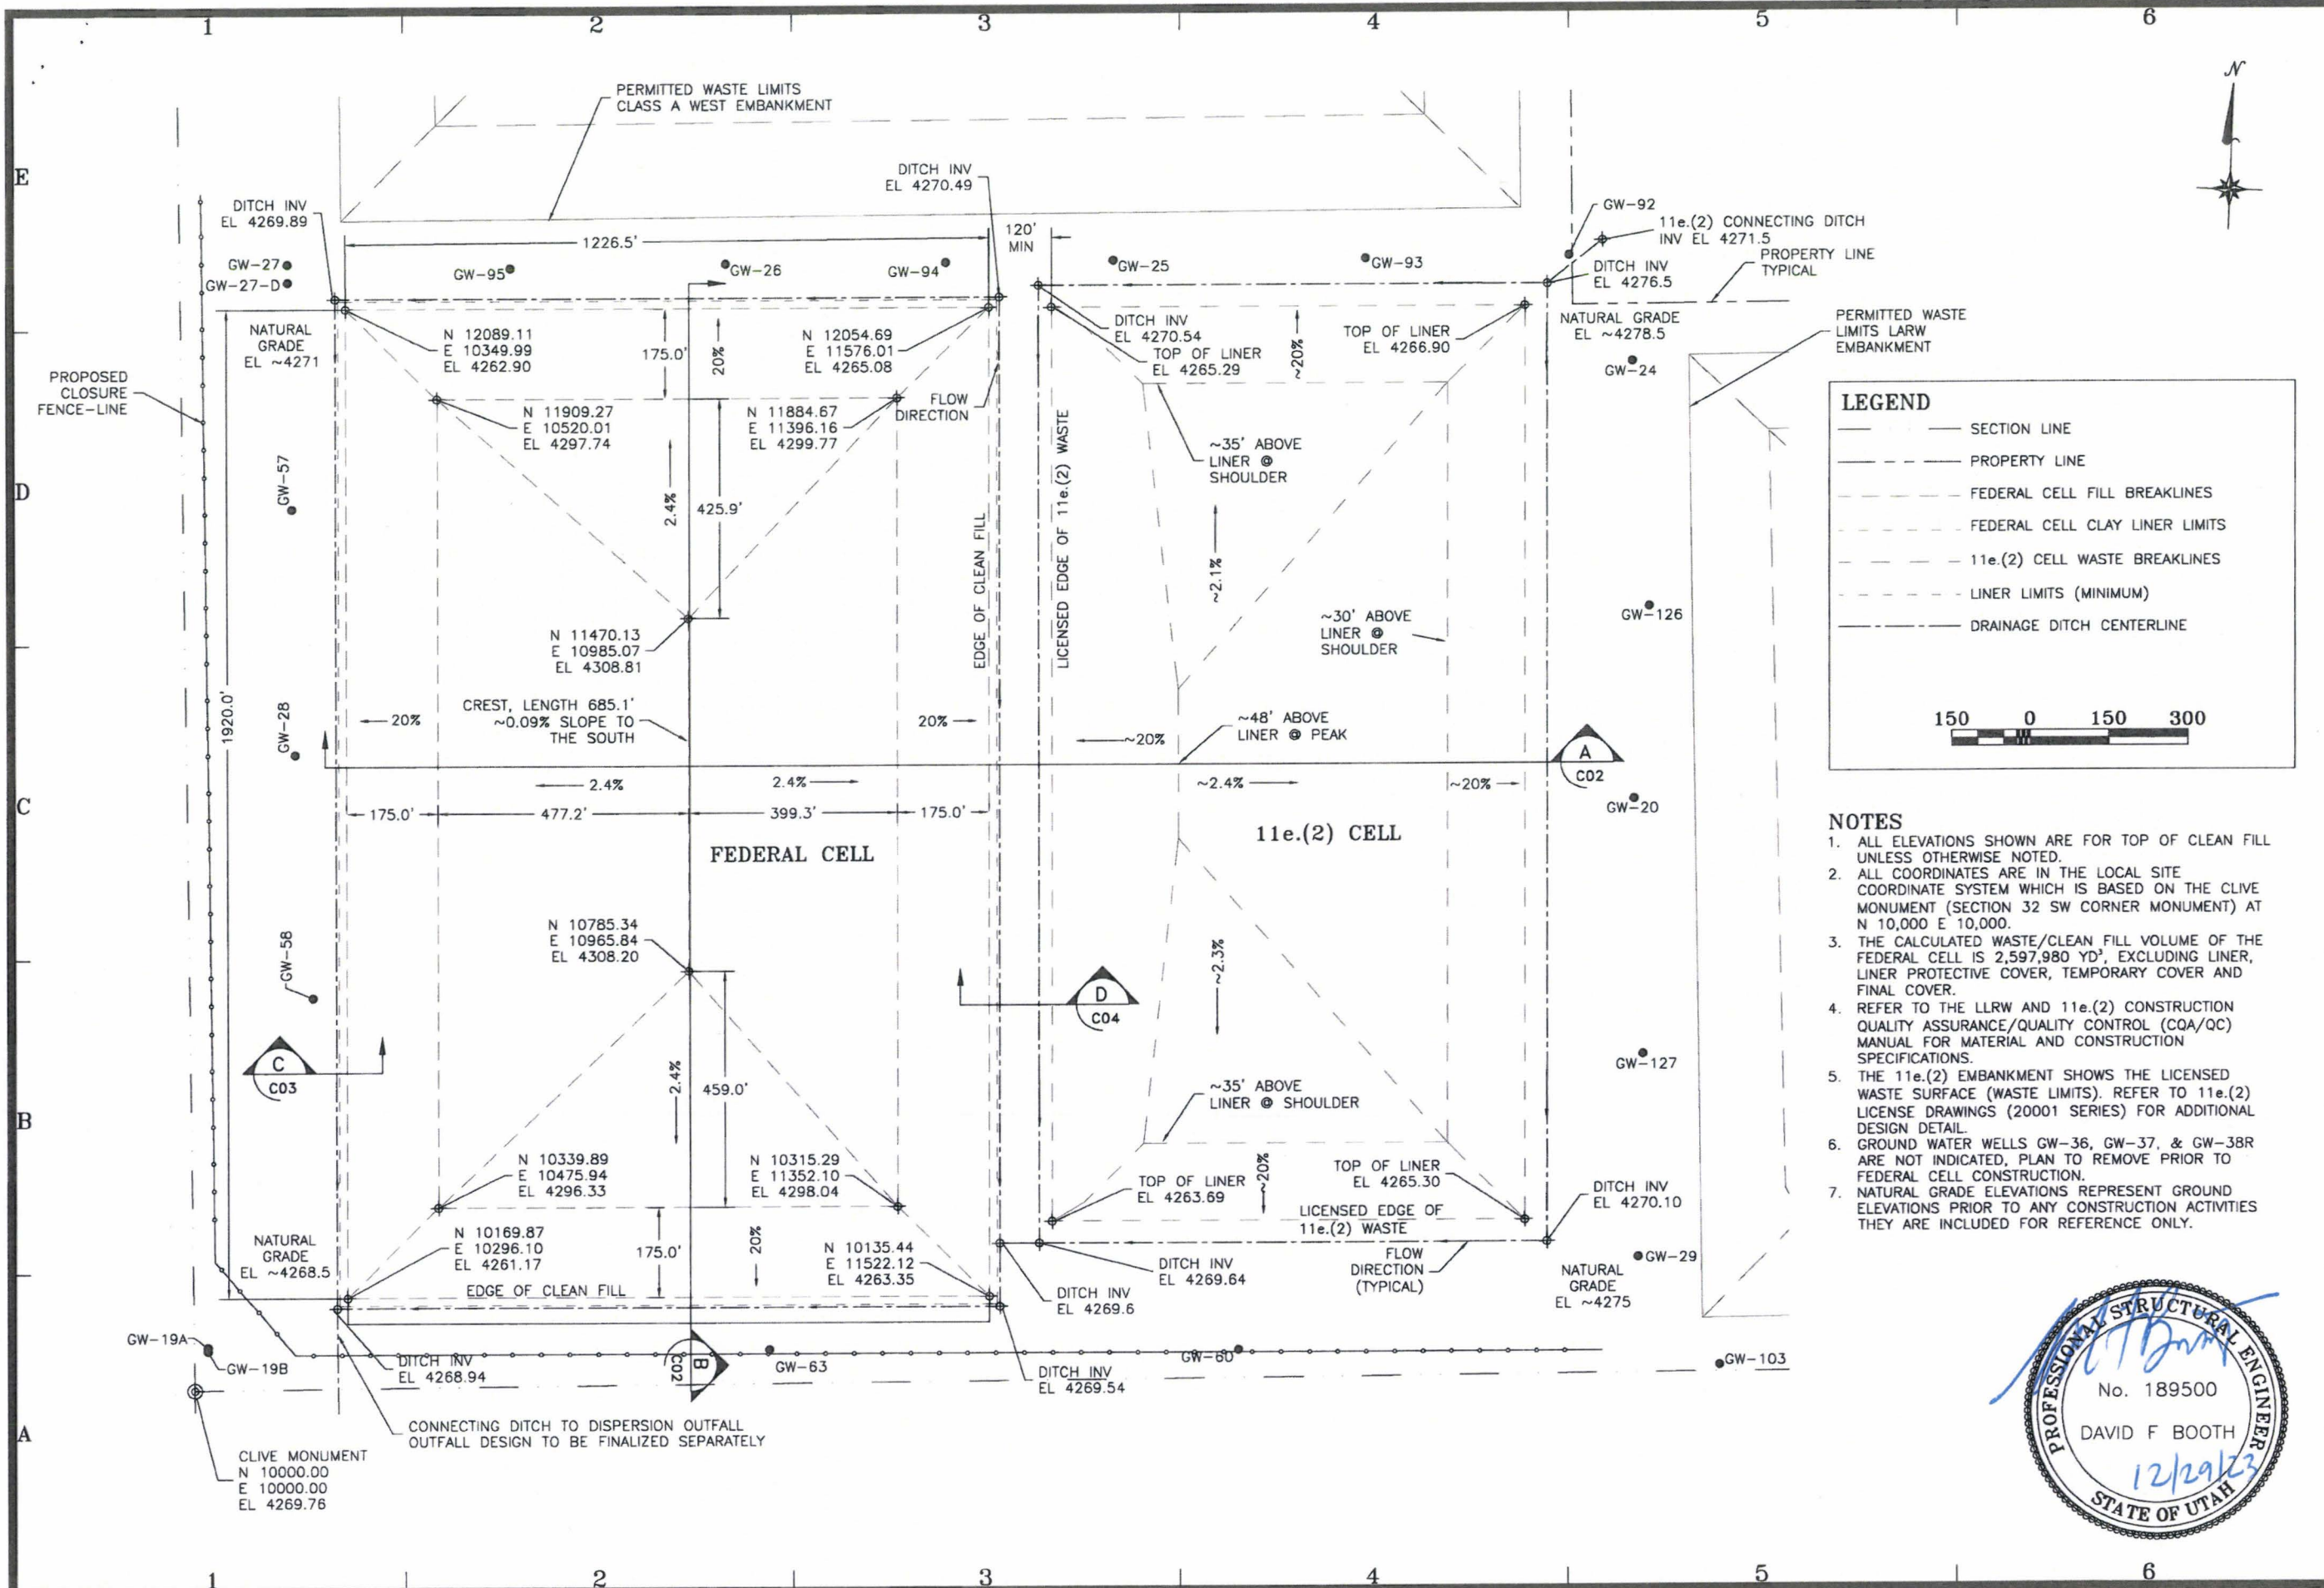 1 2 3 4 5 6
E
D
C
B
A
N
PERMITTED WASTE LIMITS
CLASS A WEST EMBANKMENT
DITCH INV
EL 4269.89
DITCH INV
EL 4270.49
1226.5'
120'
MIN
GW-27
GW-27-D
GW-95
GW-26
GW-94
GW-25
GW-93
GW-92
11e.(2) CONNECTING DITCH
INV EL 4271.5
PROPERTY LINE
TYPICAL
DITCH INV
EL 4276.5
NATURAL
GRADE
EL ~4271
N 12089.11
E 10349.99
EL 4262.90
175.0'
20%
N 12054.69
E 11576.01
EL 4265.08
DITCH INV
EL 4270.54
TOP OF LINER
EL 4265.29
~20%
TOP OF LINER
EL 4266.90
NATURAL GRADE
EL ~4278.5
GW-24
PERMITTED WASTE
LIMITS LARW
EMBANKMENT
PROPOSED
CLOSURE
FENCE-LINE
N 11909.27
E 10520.01
EL 4297.74
N 11884.67
E 11396.16
EL 4299.77
FLOW
DIRECTION
~35' ABOVE
LINER @
SHOULDER
GW-57
2.4%
425.9'
EDGE OF CLEAN FILL
LICENSED EDGE OF 11e.(2) WASTE
~2.1%
~30' ABOVE
LINER @
SHOULDER
GW-126
N 11470.13
E 10985.07
EL 4308.81
1920.0'
GW-28
20%
CREST, LENGTH 685.1'
~0.09% SLOPE TO
THE SOUTH
20%
~20%
~48' ABOVE
LINER @ PEAK
A
C02
2.4%
2.4%
~2.4%
~20%
GW-20
175.0'
477.2'
399.3'
175.0'
FEDERAL CELL
11e.(2) CELL
GW-58
N 10785.34
E 10965.84
EL 4308.20
D
C04
~2.3%
C
C03
2.4%
459.0'
~35' ABOVE
LINER @ SHOULDER
GW-127
N 10339.89
E 10475.94
EL 4296.33
N 10315.29
E 11352.10
EL 4298.04
TOP OF LINER
EL 4263.69
~20%
TOP OF LINER
EL 4265.30
LICENSED EDGE OF
11e.(2) WASTE
DITCH INV
EL 4270.10
NATURAL
GRADE
EL ~4268.5
N 10169.87
E 10296.10
EL 4261.17
175.0'
20%
N 10135.44
E 11522.12
EL 4263.35
EDGE OF CLEAN FILL
DITCH INV
EL 4269.6
DITCH INV
EL 4269.64
FLOW
DIRECTION
(TYPICAL)
NATURAL
GRADE
EL ~4275
GW-29
GW-19A
GW-19B
DITCH INV
EL 4268.94
B
C02
GW-63
DITCH INV
EL 4269.54
GW-60
GW-103
CONNECTING DITCH TO DISPERSION OUTFALL
OUTFALL DESIGN TO BE FINALIZED SEPARATELY
CLIVE MONUMENT
N 10000.00
E 10000.00
EL 4269.76
LEGEND
SECTION LINE
PROPERTY LINE
FEDERAL CELL FILL BREAKLINES
FEDERAL CELL CLAY LINER LIMITS
11e.(2) CELL WASTE BREAKLINES
LINER LIMITS (MINIMUM)
DRAINAGE DITCH CENTERLINE
150 0 150 300
NOTES
1. ALL ELEVATIONS SHOWN ARE FOR TOP OF CLEAN FILL
UNLESS OTHERWISE NOTED.
2. ALL COORDINATES ARE IN THE LOCAL SITE
COORDINATE SYSTEM WHICH IS BASED ON THE CLIVE
MONUMENT (SECTION 32 SW CORNER MONUMENT) AT
N 10,000 E 10,000.
3. THE CALCULATED WASTE/CLEAN FILL VOLUME OF THE
FEDERAL CELL IS 2,597,980 YD³, EXCLUDING LINER,
LINER PROTECTIVE COVER, TEMPORARY COVER AND
FINAL COVER.
4. REFER TO THE LLRW AND 11e.(2) CONSTRUCTION
QUALITY ASSURANCE/QUALITY CONTROL (CQA/QC)
MANUAL FOR MATERIAL AND CONSTRUCTION
SPECIFICATIONS.
5. THE 11e.(2) EMBANKMENT SHOWS THE LICENSED
WASTE SURFACE (WASTE LIMITS). REFER TO 11e.(2)
LICENSE DRAWINGS (20001 SERIES) FOR ADDITIONAL
DESIGN DETAIL.
6. GROUND WATER WELLS GW-36, GW-37, & GW-38R
ARE NOT INDICATED, PLAN TO REMOVE PRIOR TO
FEDERAL CELL CONSTRUCTION.
7. NATURAL GRADE ELEVATIONS REPRESENT GROUND
ELEVATIONS PRIOR TO ANY CONSTRUCTION ACTIVITIES
THEY ARE INCLUDED FOR REFERENCE ONLY.
PROFESSIONAL STRUCTURAL ENGINEER
No. 189500
DAVID F BOOTH
12/29/23
STATE OF UTAH
1 2 3 4 5 6